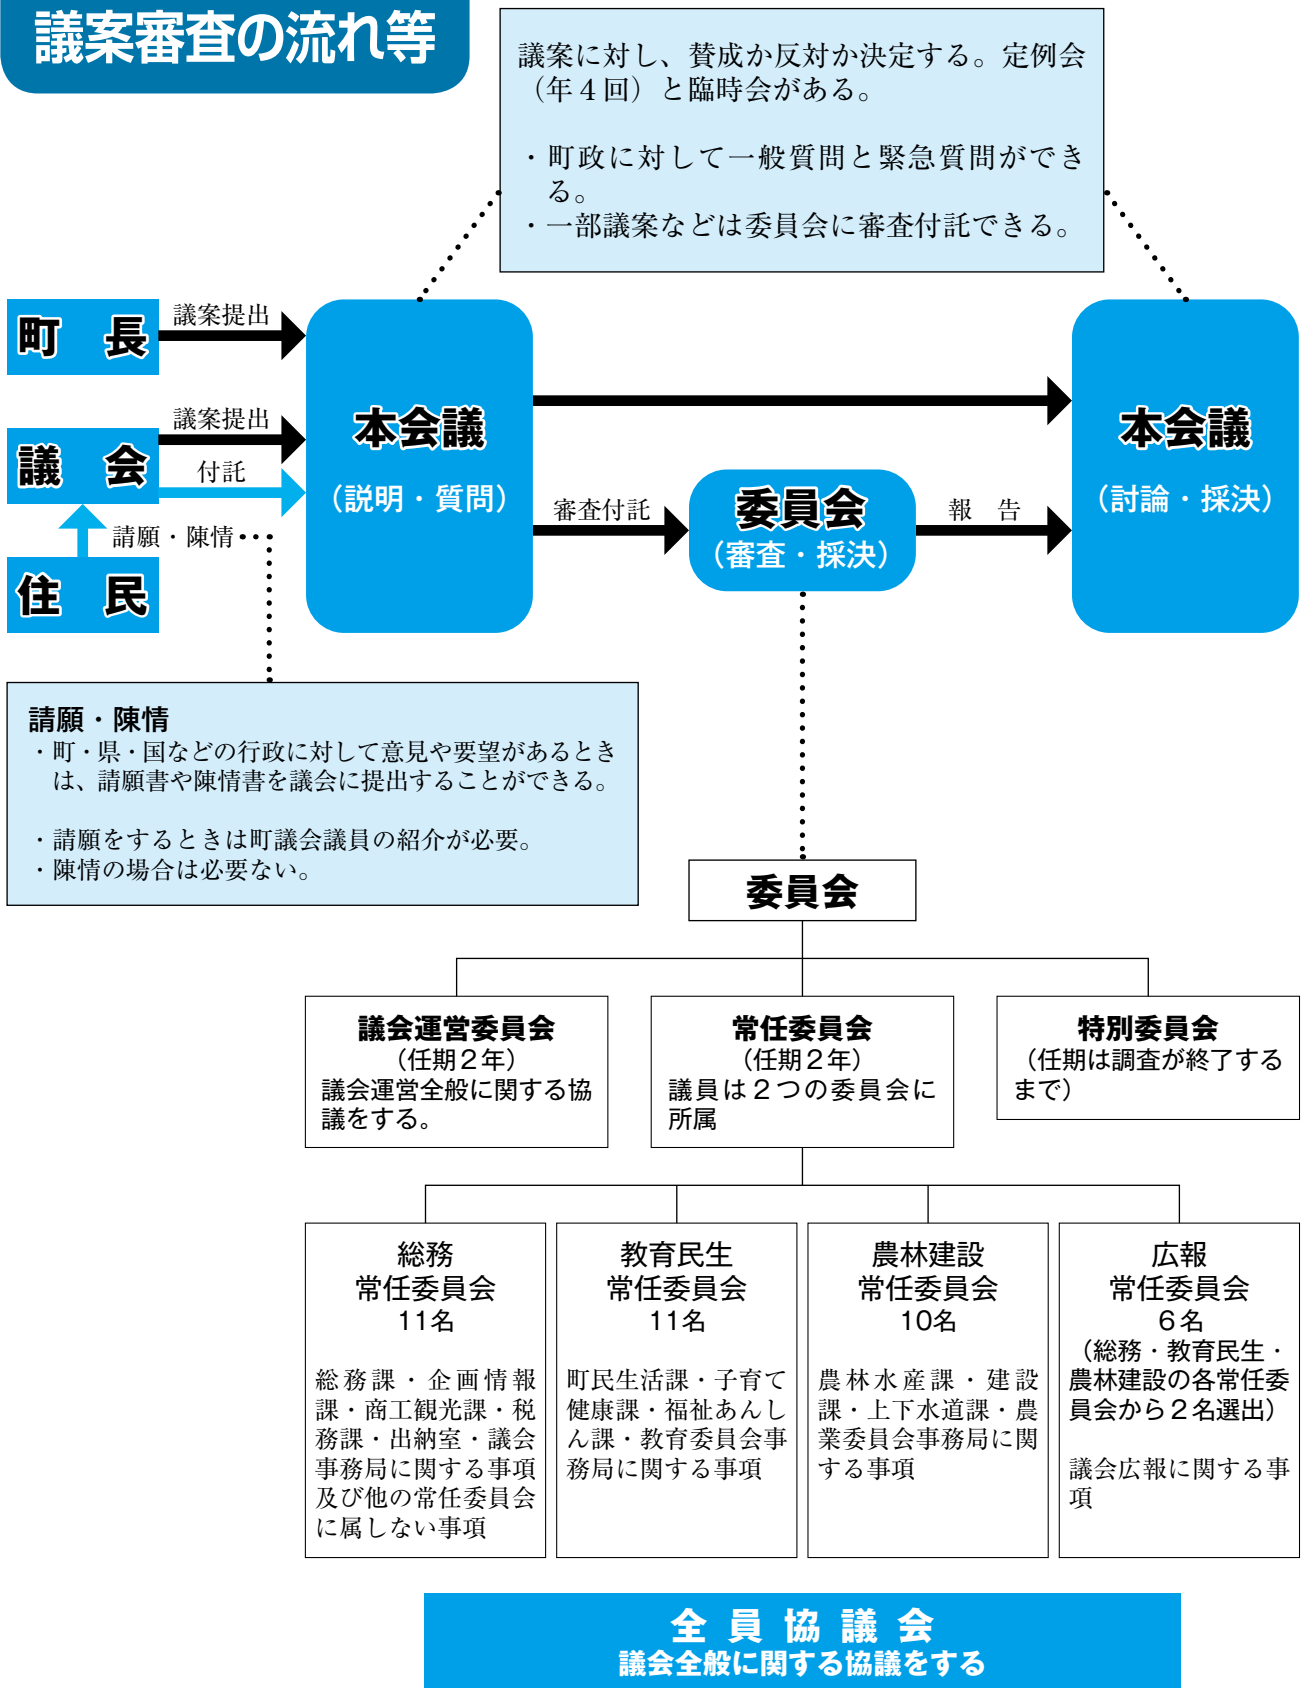 議案審査の流れ等
議案に対し、賛成か反対か決定する。定例会
（年４回）と臨時会がある。
・町政に対して一般質問と緊急質問ができ
る。
・一部議案などは委員会に審査付託できる。
町　長
議案提出
議　会
議案提出
付託
請願・陳情
住　民
本会議
（説明・質問）
審査付託
委員会
（審査・採決）
報　告
本会議
（討論・採決）
請願・陳情
・町・県・国などの行政に対して意見や要望があるとき
は、請願書や陳情書を議会に提出することができる。
・請願をするときは町議会議員の紹介が必要。
・陳情の場合は必要ない。
委員会
議会運営委員会
（任期２年）
議会運営全般に関する協
議をする。
常任委員会
（任期２年）
議員は２つの委員会に
所属
特別委員会
（任期は調査が終了する
まで）
総務
常任委員会
11名
総務課・企画情報
課・商工観光課・税
務課・出納室・議会
事務局に関する事項
及び他の常任委員会
に属しない事項
教育民生
常任委員会
11名
町民生活課・子育て
健康課・福祉あんし
ん課・教育委員会事
務局に関する事項
農林建設
常任委員会
10名
農林水産課・建設
課・上下水道課・農
業委員会事務局に関
する事項
広報
常任委員会
６名
（総務・教育民生・
農林建設の各常任委
員会から２名選出）
議会広報に関する事
項
全員協議会
議会全般に関する協議をする